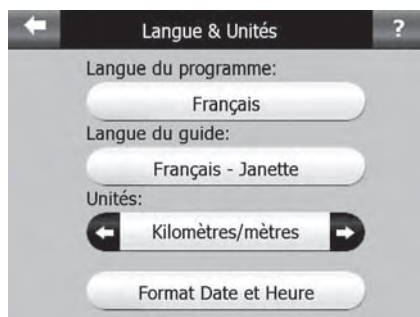 Langue & Unités ?
Langue du programme:
Français
Langue du guide:
Français - Janette
Unités:
Kilomètres/mètres
Format Date et Heure